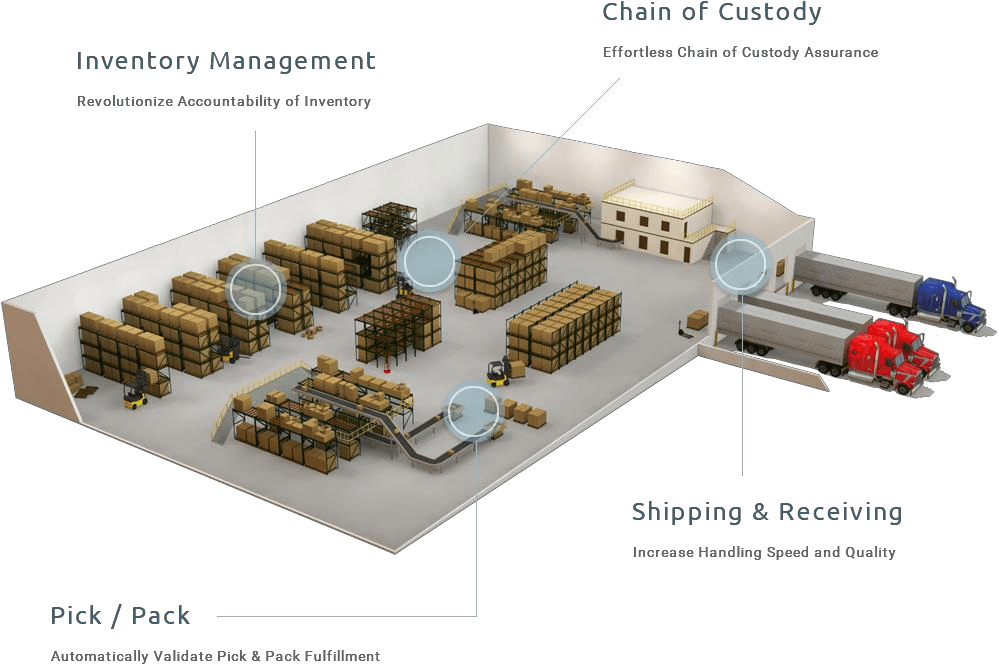 Chain of Custody
Effortless Chain of Custody Assurance
Inventory Management
Revolutionize Accountability of Inventory
Shipping & Receiving
Increase Handling Speed and Quality
Pick / Pack
Automatically Validate Pick & Pack Fulfillment